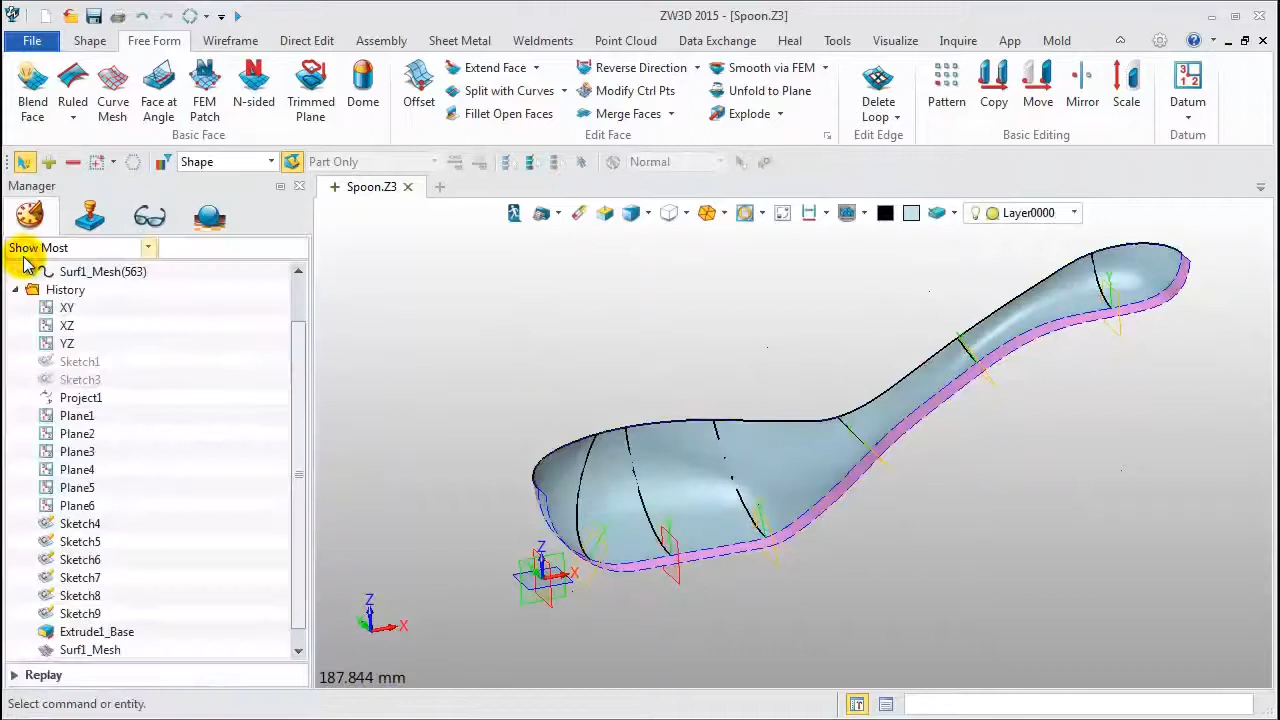 ZW3D 2015 - [Spoon.Z3]
File Shape Free Form Wireframe Direct Edit Assembly Sheet Metal Weldments Point Cloud Data Exchange Heal Tools Visualize Inquire App Mold
Blend Face
Ruled
Curve Mesh
Face at Angle
FEM Patch
N-sided
Trimmed Plane
Dome
Basic Face
Offset
Extend Face
Split with Curves
Fillet Open Faces
Reverse Direction
Modify Ctrl Pts
Merge Faces
Smooth via FEM
Unfold to Plane
Explode
Edit Face
Delete Loop
Edit Edge
Pattern
Copy
Move
Mirror
Scale
Basic Editing
Datum
Datum
Shape
Part Only
Normal
Manager
Spoon.Z3
Show Most
Layer0000
Surf1_Mesh(563)
History
XY
XZ
YZ
Sketch1
Sketch3
Project1
Plane1
Plane2
Plane3
Plane4
Plane5
Plane6
Sketch4
Sketch5
Sketch6
Sketch7
Sketch8
Sketch9
Extrude1_Base
Surf1_Mesh
Replay
Y
Z
X
Z
X
187.844 mm
Select command or entity.